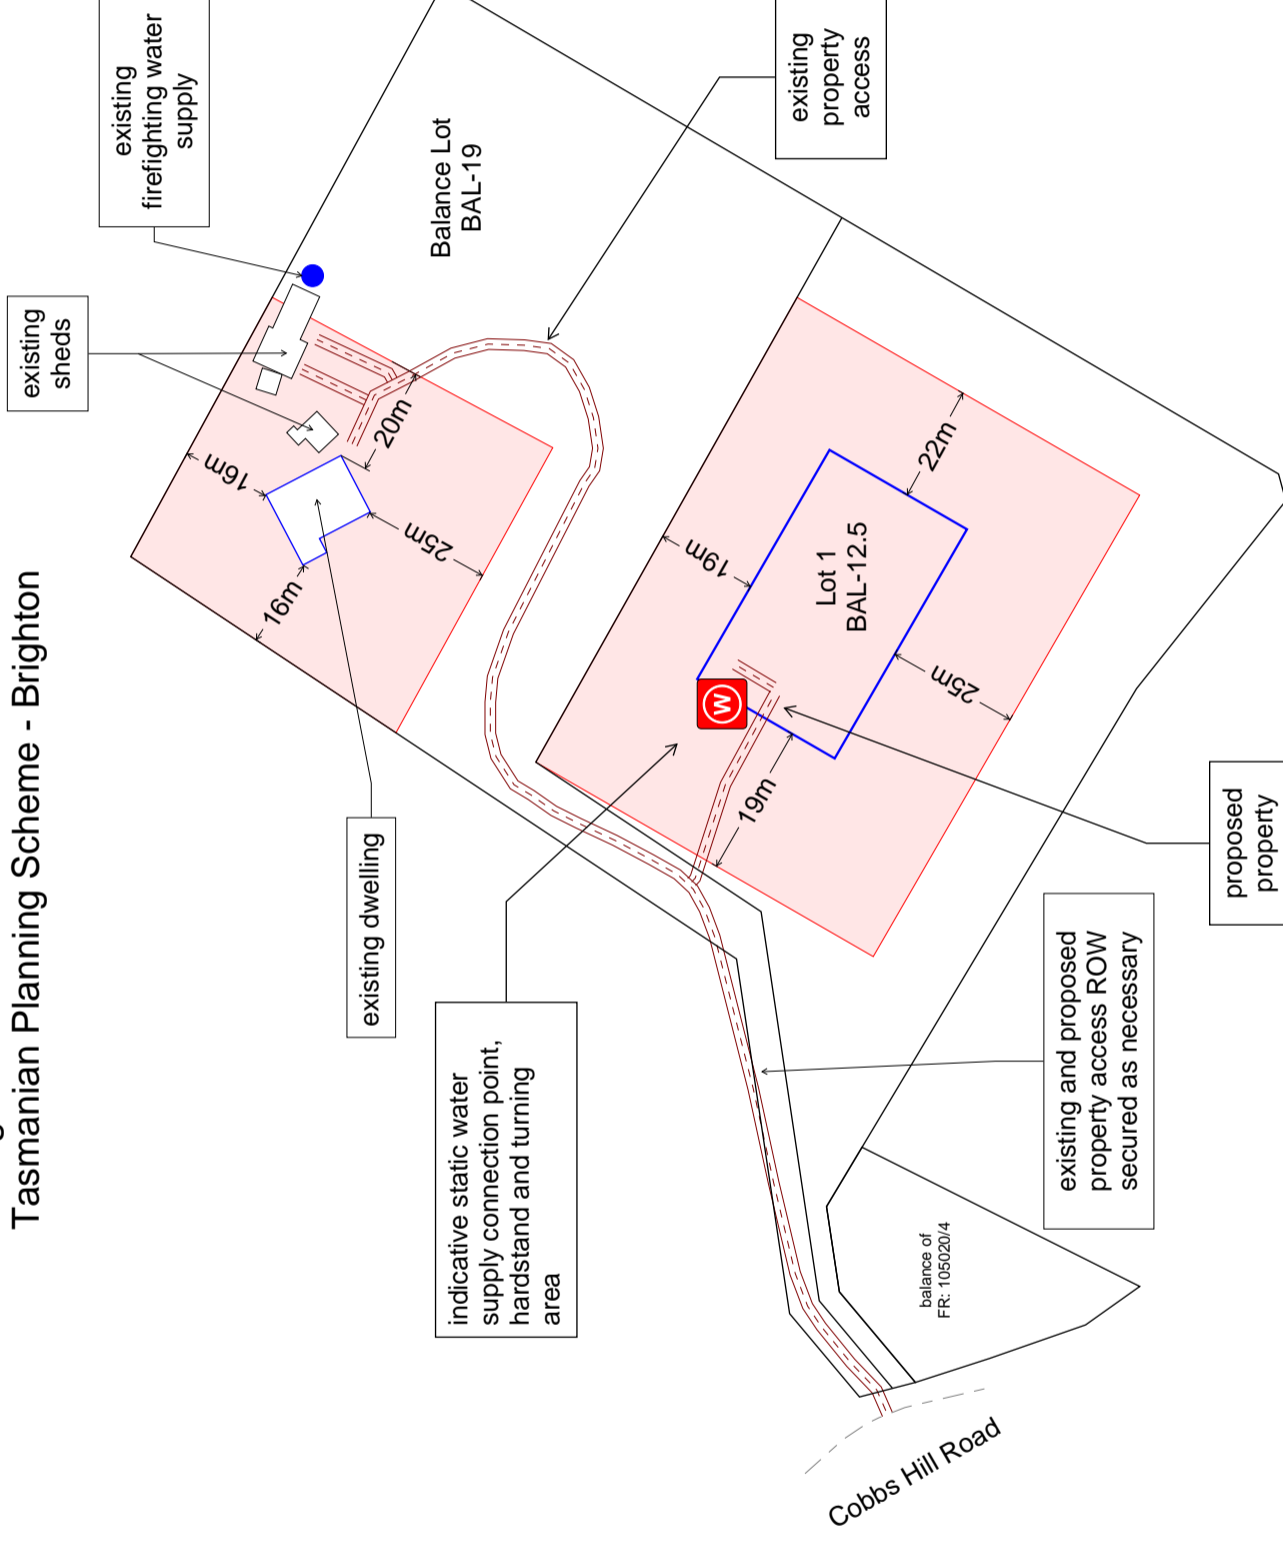 Tasmanian Planning Scheme - Brighton
existing
sheds
existing
firefighting water
supply
Balance Lot
BAL-19
existing
property
access
16m
20m
25m
16m
existing dwelling
19m
22m
Lot 1
BAL-12.5
W
25m
19m
indicative static water
supply connection point,
hardstand and turning
area
existing and proposed
property access ROW
secured as necessary
proposed
property
balance of
FR: 105020/4
Cobbs Hill Road